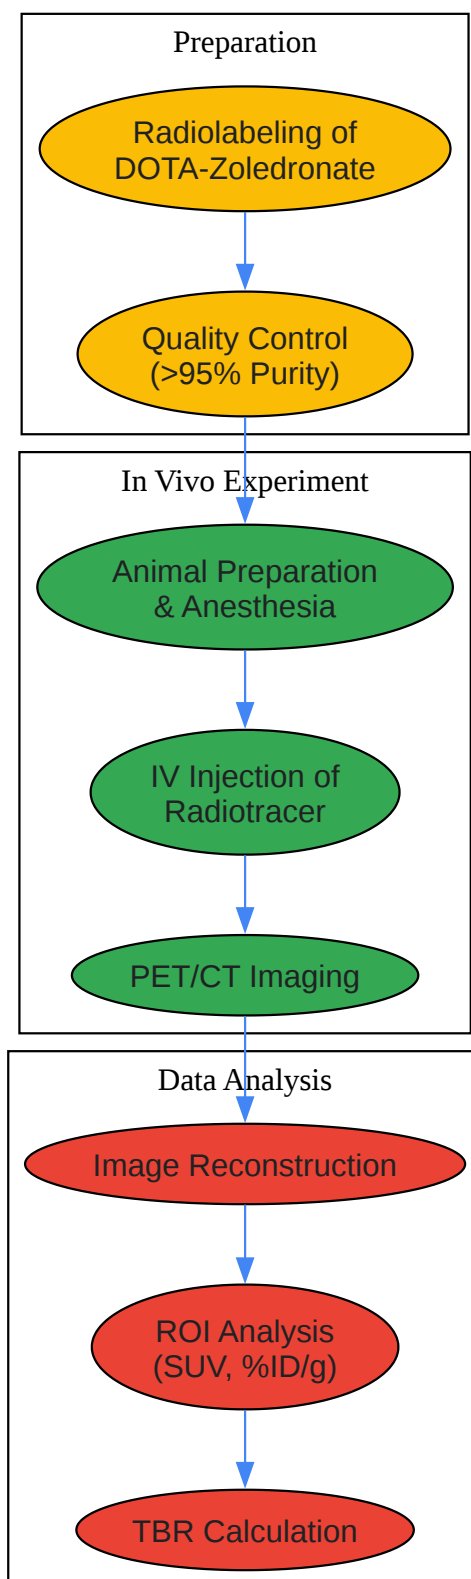 Preparation
Radiolabeling of
DOTA-Zoledronate
Quality Control
(>95% Purity)
In Vivo Experiment
Animal Preparation
& Anesthesia
IV Injection of
Radiotracer
PET/CT Imaging
Data Analysis
Image Reconstruction
ROI Analysis
(SUV, %ID/g)
TBR Calculation